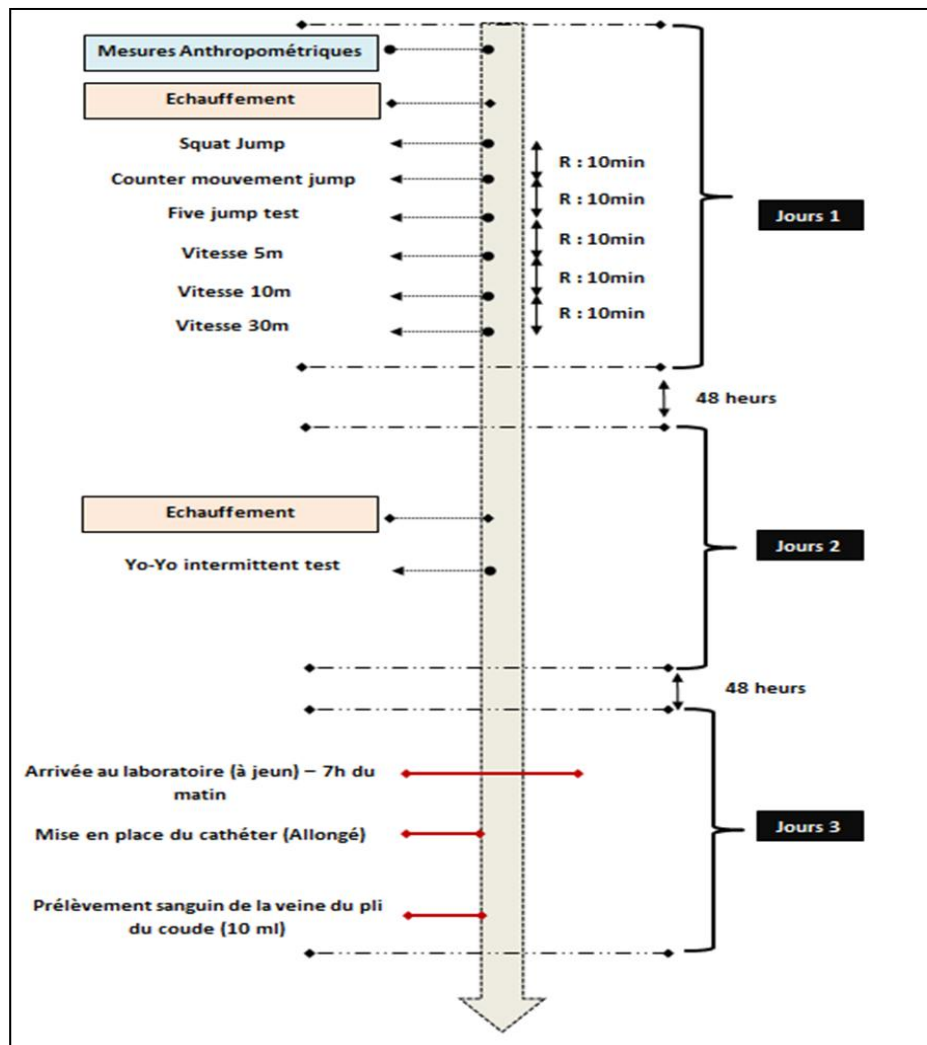 Mesures Anthropométriques
Echauffement
Squat Jump
R : 10min
Counter mouvement jump
R : 10min
Five jump test
Jours 1
R : 10min
Vitesse 5m
R : 10min
Vitesse 10m
R : 10min
Vitesse 30m
48 heurs
Echauffement
Jours 2
Yo-Yo intermittent test
48 heurs
Arrivée au laboratoire (à jeun) – 7h du
matin
Mise en place du cathéter (Allongé)
Jours 3
Prélèvement sanguin de la veine du pli
du coude (10 ml)